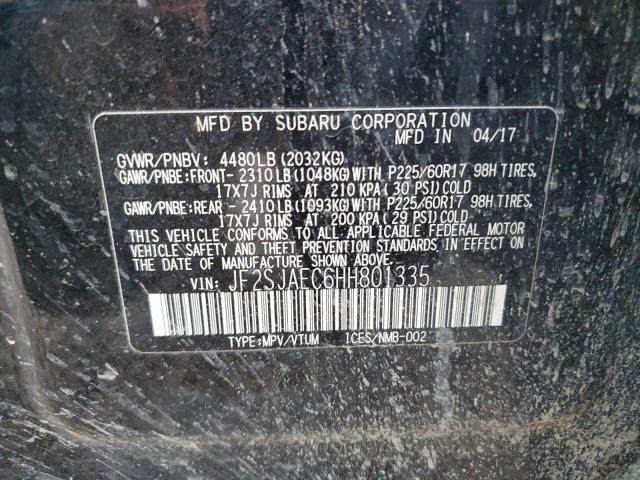 MFD BY SUBARU CORPORATION
MFD IN 04/17
GVWR/PNBV: 4480LB (2032KG)
GAWR/PNBE:FRONT- 2310LB (1048KG)WITH P225/60R17 98H TIRES,
17X7J RIMS AT 210 KPA ( 30 PSI) COLD
GAWR/PNBE:REAR - 2410LB (1093KG)WITH P225/60R17 98H TIRES,
17X7J RIMS AT 200 KPA ( 29 PSI) COLD
THIS VEHICLE CONFORMS TO ALL APPLICABLE FEDERAL MOTOR
VEHICLE SAFETY AND THEFT PREVENTION STANDARDS IN EFFECT ON THE
DATE OF MANUFACTURE SHOWN ABOVE.
VIN: JF2SJAEC6HH801335
TYPE:MPV/VTUM ICES/NMB-002